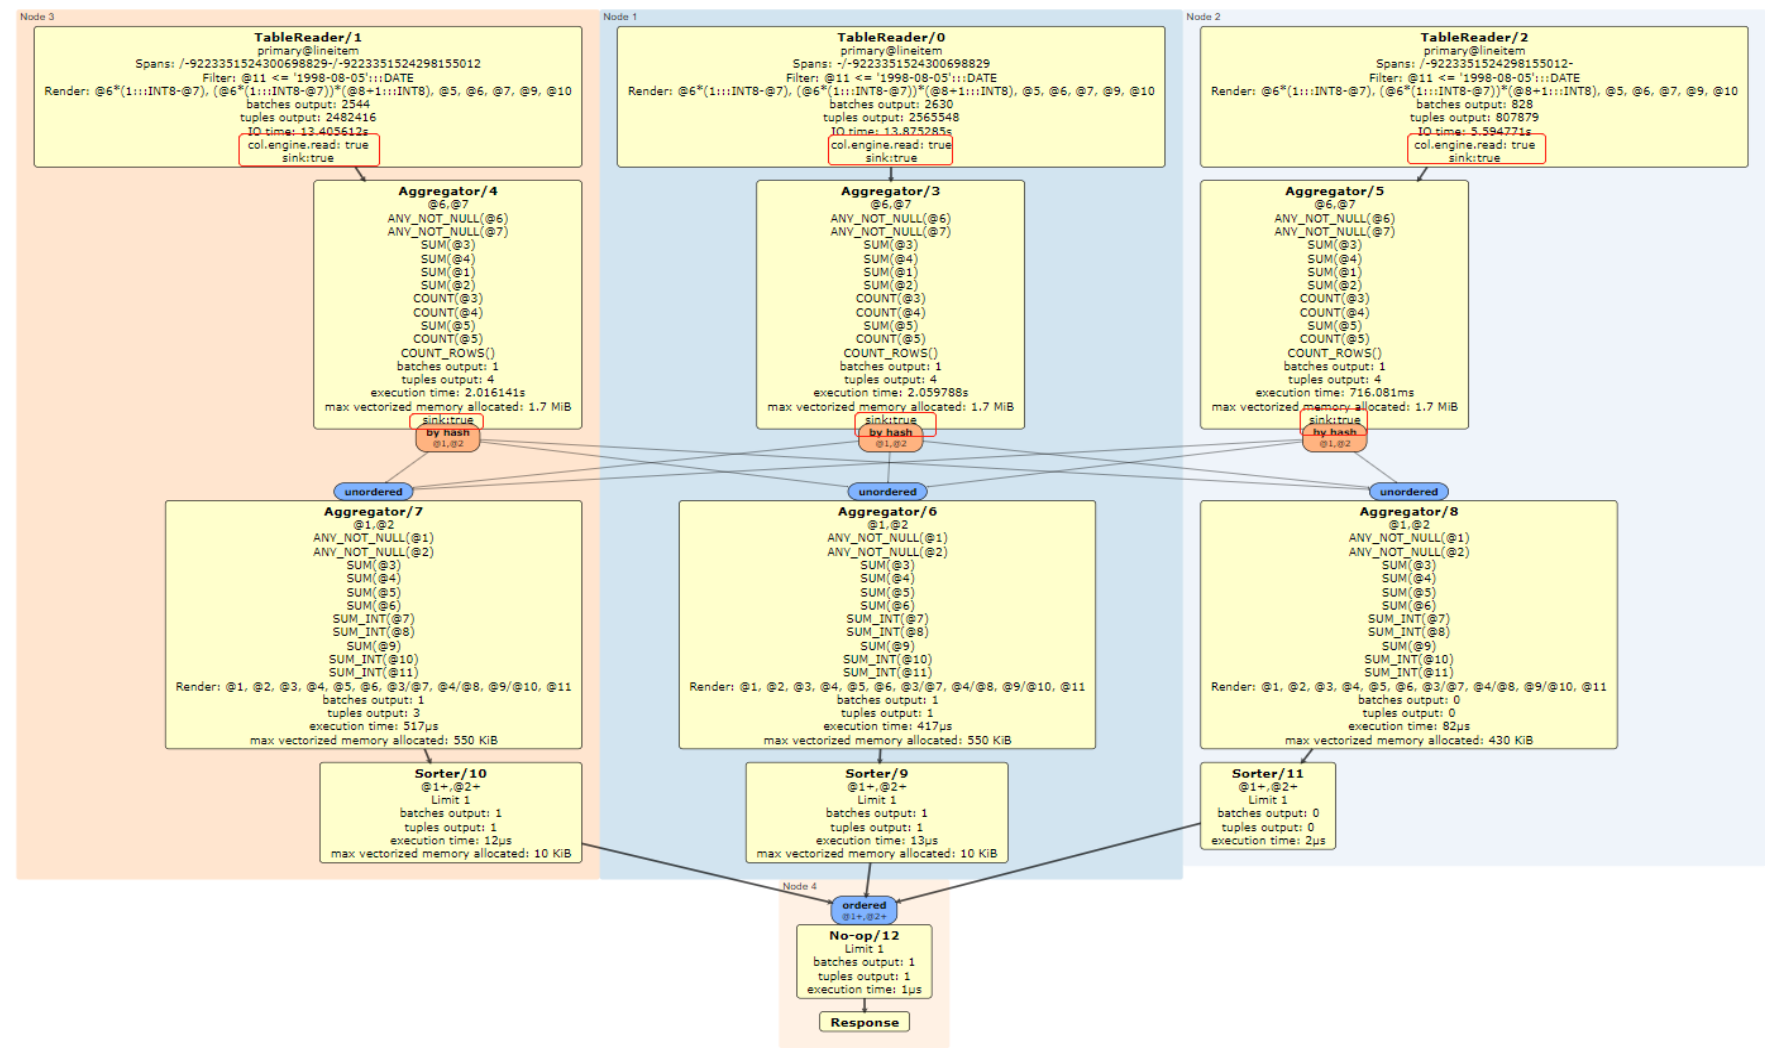 Node 3
TableReader/1
primary@lineitem
Spans: /-9223351524300698829-/-9223351524298155012
Filter: @11 <= '1998-08-05':::DATE
Render: @6*(1:::INT8-@7), (@6*(1:::INT8-@7))*(@8+1:::INT8), @5, @6, @7, @9, @10
batches output: 2544
tuples output: 2482416
IO time: 13.405612s
col.engine.read: true
sink:true
Node 1
TableReader/0
primary@lineitem
Spans: -/-9223351524300698829
Filter: @11 <= '1998-08-05':::DATE
Render: @6*(1:::INT8-@7), (@6*(1:::INT8-@7))*(@8+1:::INT8), @5, @6, @7, @9, @10
batches output: 2630
tuples output: 2565548
IO time: 13.875285s
col.engine.read: true
sink:true
Node 2
TableReader/2
primary@lineitem
Spans: /-9223351524298155012-
Filter: @11 <= '1998-08-05':::DATE
Render: @6*(1:::INT8-@7), (@6*(1:::INT8-@7))*(@8+1:::INT8), @5, @6, @7, @9, @10
batches output: 828
tuples output: 807879
IO time: 5.594771s
col.engine.read: true
sink:true
Aggregator/4
@6,@7
ANY_NOT_NULL(@6)
ANY_NOT_NULL(@7)
SUM(@3)
SUM(@4)
SUM(@1)
SUM(@2)
COUNT(@3)
COUNT(@4)
SUM(@5)
COUNT(@5)
COUNT_ROWS()
batches output: 1
tuples output: 4
execution time: 2.016141s
max vectorized memory allocated: 1.7 MiB
sink:true
by hash
@1,@2
Aggregator/3
@6,@7
ANY_NOT_NULL(@6)
ANY_NOT_NULL(@7)
SUM(@3)
SUM(@4)
SUM(@1)
SUM(@2)
COUNT(@3)
COUNT(@4)
SUM(@5)
COUNT(@5)
COUNT_ROWS()
batches output: 1
tuples output: 4
execution time: 2.059788s
max vectorized memory allocated: 1.7 MiB
sink:true
by hash
@1,@2
Aggregator/5
@6,@7
ANY_NOT_NULL(@6)
ANY_NOT_NULL(@7)
SUM(@3)
SUM(@4)
SUM(@1)
SUM(@2)
COUNT(@3)
COUNT(@4)
SUM(@5)
COUNT(@5)
COUNT_ROWS()
batches output: 1
tuples output: 4
execution time: 716.081ms
max vectorized memory allocated: 1.7 MiB
sink:true
by hash
@1,@2
unordered
Aggregator/7
@1,@2
ANY_NOT_NULL(@1)
ANY_NOT_NULL(@2)
SUM(@3)
SUM(@4)
SUM(@5)
SUM(@6)
SUM_INT(@7)
SUM_INT(@8)
SUM(@9)
SUM_INT(@10)
SUM_INT(@11)
Render: @1, @2, @3, @4, @5, @6, @3/@7, @4/@8, @9/@10, @11
batches output: 1
tuples output: 3
execution time: 517µs
max vectorized memory allocated: 550 KiB
unordered
Aggregator/6
@1,@2
ANY_NOT_NULL(@1)
ANY_NOT_NULL(@2)
SUM(@3)
SUM(@4)
SUM(@5)
SUM(@6)
SUM_INT(@7)
SUM_INT(@8)
SUM(@9)
SUM_INT(@10)
SUM_INT(@11)
Render: @1, @2, @3, @4, @5, @6, @3/@7, @4/@8, @9/@10, @11
batches output: 1
tuples output: 1
execution time: 417µs
max vectorized memory allocated: 550 KiB
unordered
Aggregator/8
@1,@2
ANY_NOT_NULL(@1)
ANY_NOT_NULL(@2)
SUM(@3)
SUM(@4)
SUM(@5)
SUM(@6)
SUM_INT(@7)
SUM_INT(@8)
SUM(@9)
SUM_INT(@10)
SUM_INT(@11)
Render: @1, @2, @3, @4, @5, @6, @3/@7, @4/@8, @9/@10, @11
batches output: 0
tuples output: 0
execution time: 82µs
max vectorized memory allocated: 430 KiB
Sorter/10
@1+,@2+
Limit 1
batches output: 1
tuples output: 1
execution time: 12µs
max vectorized memory allocated: 10 KiB
Sorter/9
@1+,@2+
Limit 1
batches output: 1
tuples output: 1
execution time: 13µs
max vectorized memory allocated: 10 KiB
Sorter/11
@1+,@2+
Limit 1
batches output: 0
tuples output: 0
execution time: 2µs
Node 4
ordered
@1+,@2+
No-op/12
Limit 1
batches output: 1
tuples output: 1
execution time: 1µs
Response